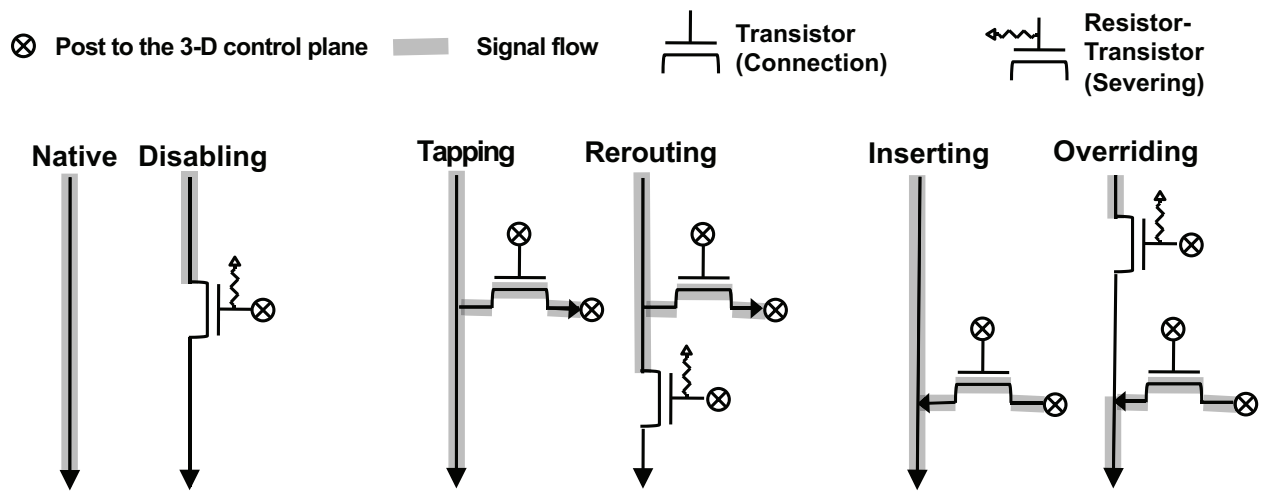 Post to the 3-D control plane
Signal flow
Transistor
(Connection)
Resistor-
Transistor
(Severing)
Native
Disabling
Tapping
Rerouting
Inserting
Overriding